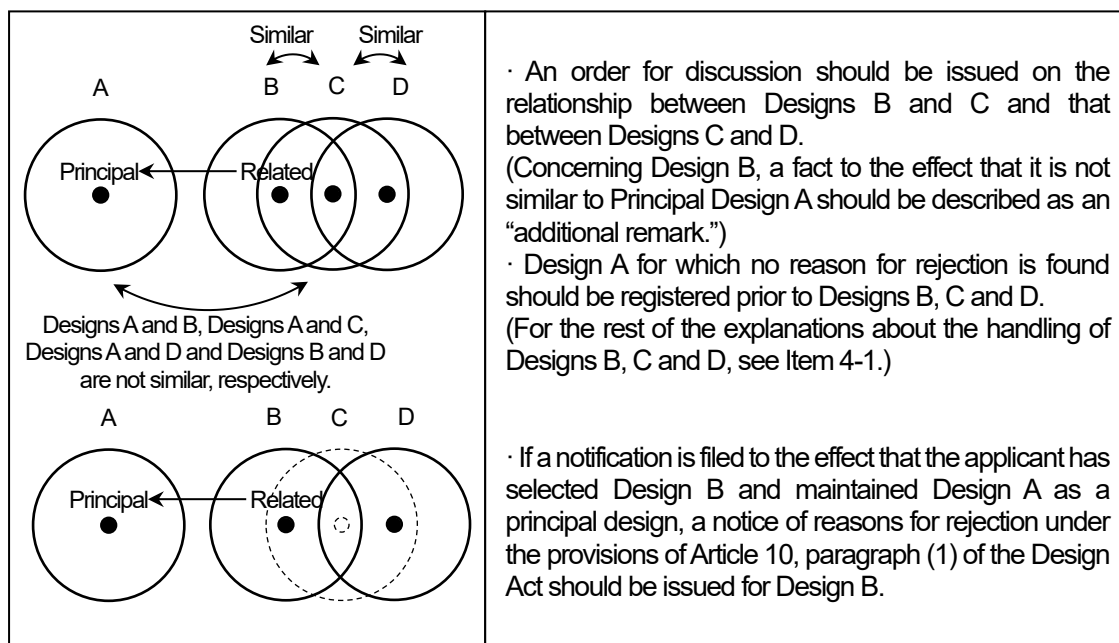 Similar Similar
A B C D
Principal Related
Designs A and B, Designs A and C,
Designs A and D and Designs B and D
are not similar, respectively.
A B C D
Principal Related
· An order for discussion should be issued on the
relationship between Designs B and C and that
between Designs C and D.
(Concerning Design B, a fact to the effect that it is not
similar to Principal Design A should be described as an
“additional remark.”)
· Design A for which no reason for rejection is found
should be registered prior to Designs B, C and D.
(For the rest of the explanations about the handling of
Designs B, C and D, see Item 4-1.)
· If a notification is filed to the effect that the applicant has
selected Design B and maintained Design A as a
principal design, a notice of reasons for rejection under
the provisions of Article 10, paragraph (1) of the Design
Act should be issued for Design B.